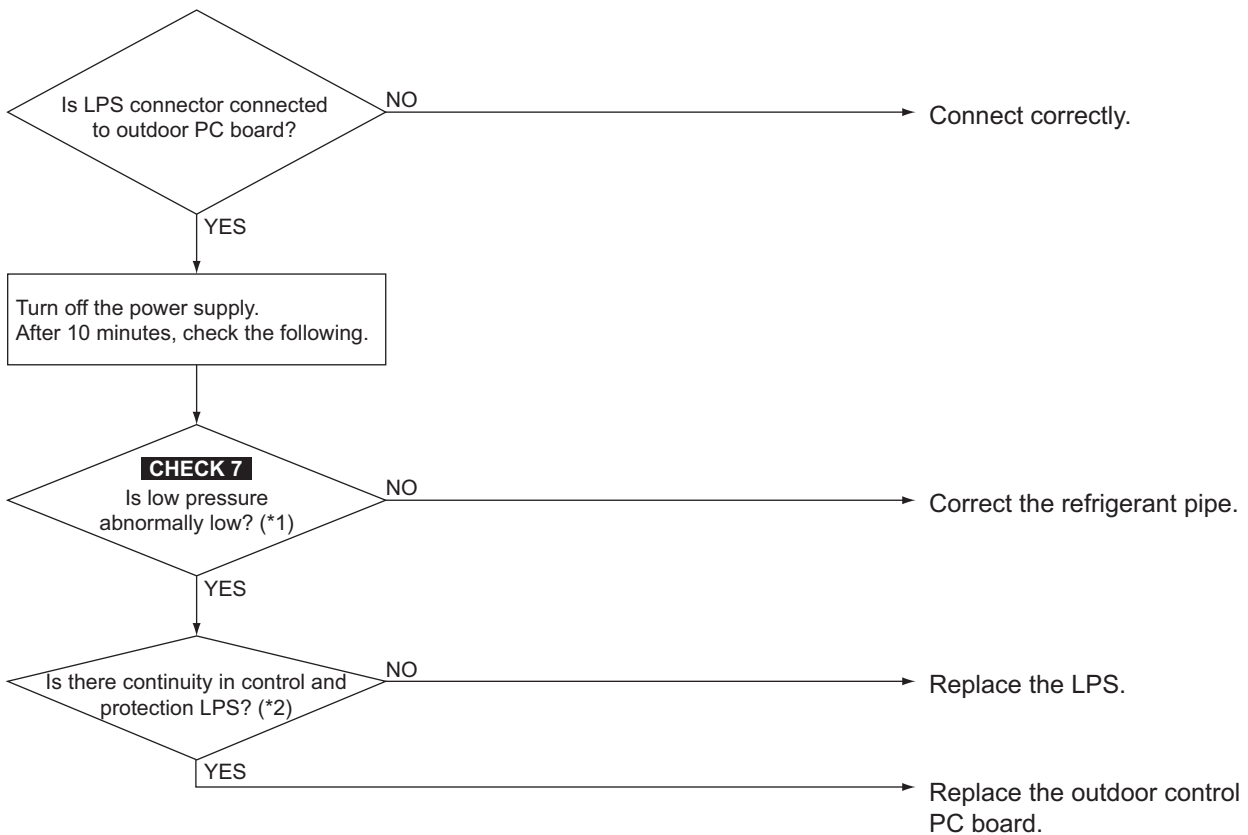 Is LPS connector connected
to outdoor PC board?
NO
Connect correctly.
YES
Turn off the power supply.
After 10 minutes, check the following.
CHECK 7
Is low pressure
abnormally low? (*1)
NO
Correct the refrigerant pipe.
YES
Is there continuity in control and
protection LPS? (*2)
NO
Replace the LPS.
YES
Replace the outdoor control
PC board.